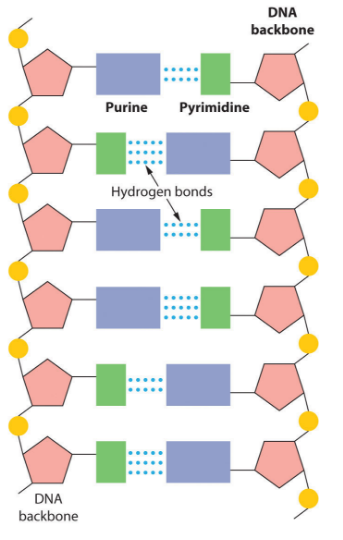 DNA
backbone
Purine Pyrimidine
Hydrogen bonds
DNA
backbone